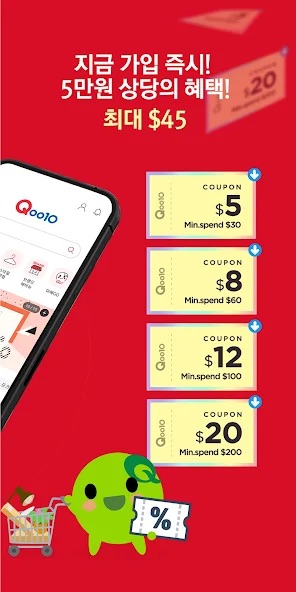 지금 가입 즉시!
5만원 상당의 혜택!
최대 $45
$20
Qoo10
COUPON
Qoo10
$5
Min.spend $30
COUPON
Qoo10
$8
Min.spend $60
COUPON
Qoo10
$12
Min.spend $100
COUPON
Qoo10
$20
Min.spend $200
%